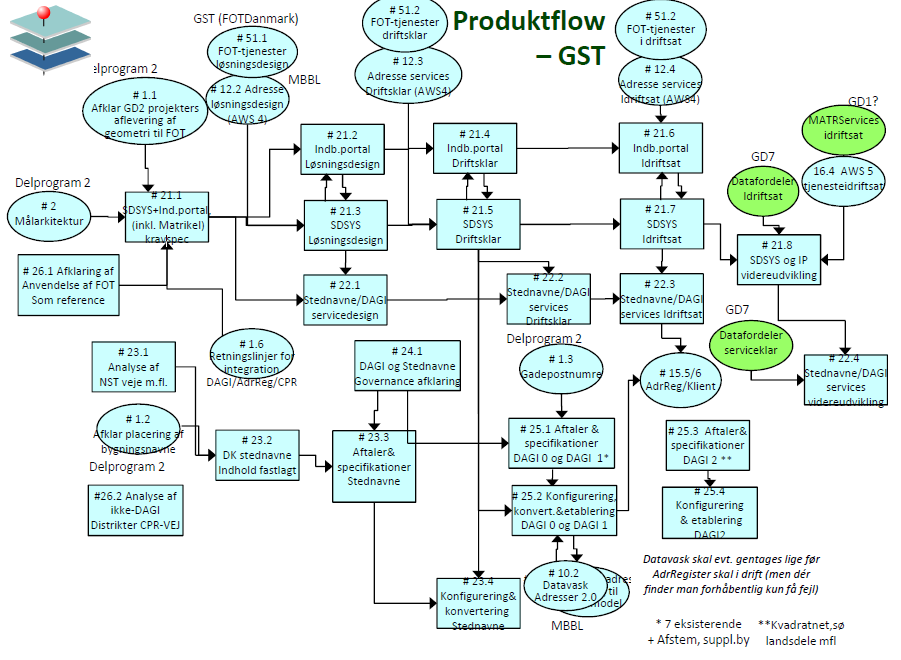 Produktflow
– GST
GST (FOTDanmark)
# 51.1
FOT-tjenester
løsningsdesign
MBBL
# 12.2 Adresse
løsningsdesign
(AWS 4)
# 51.2
FOT-tjenester
driftsklar
# 12.3
Adresse services
Driftsklar (AWS4)
# 51.2
FOT-tjenester
i driftsat
# 12.4
Adresse services
Idriftsat (AWS4)
elprogram 2
# 1.1
Afklar GD2 projekters
aflevering af
geometri til FOT
GD1?
MATRServices
idriftsat
16.4 AWS 5
tjenesteidriftsat
GD7
Datafordeler
Idriftsat
# 21.2
Indb.portal
Løsningsdesign
# 21.4
Indb.portal
Driftsklar
# 21.6
Indb.portal
Idriftsat
Delprogram 2
# 2
Målarkitektur
# 21.1
SDSYS+Ind.portal
(inkl. Matrikel)
kravspec
# 21.3
SDSYS
Løsningsdesign
# 21.5
SDSYS
Driftsklar
# 21.7
SDSYS
Idriftsat
# 21.8
SDSYS og IP
videreudvikling
# 26.1 Afklaring af
Anvendelse af FOT
Som reference
# 22.1
Stednavne/DAGI
servicedesign
# 22.2
Stednavne/DAGI
services
Driftsklar
# 22.3
Stednavne/DAGI
services Idriftsat
GD7
Datafordeler
serviceklar
# 22.4
Stednavne/DAGI
services
videreudvikling
# 1.6
Retningslinjer for
integration
DAGI/AdrReg/CPR
# 23.1
Analyse af
NST veje m.fl.
# 24.1
DAGI og Stednavne
Governance afklaring
Delprogram 2
# 1.3
Gadepostnumre
# 15.5/6
AdrReg/Klient
# 1.2
Afklar placering af
bygningsnavne
Delprogram 2
# 23.2
DK stednavne
Indhold fastlagt
# 23.3
Aftaler&
specifikationer
Stednavne
# 25.1 Aftaler &
specifikationer
DAGI 0 og DAGI 1*
# 25.3 Aftaler&
specifikationer
DAGI 2 **
#26.2 Analyse af
ikke-DAGI
Distrikter CPR-VEJ
# 25.2 Konfigurering,
konvert.&etablering
DAGI 0 og DAGI 1
# 25.4
Konfigurering
& etablering
DAGI2
# 23.4
Konfigurering&
konvertering
Stednavne
# 10.2
Datavask
Adresser 2.0
adres
til
model
MBBL
Datavask skal evt. gentages lige før
AdrRegister skal i drift (men dér
finder man forhåbentlig kun få fejl)
* 7 eksisterende
+ Afstem, suppl.by
**Kvadratnet,sø
landsdele mfl